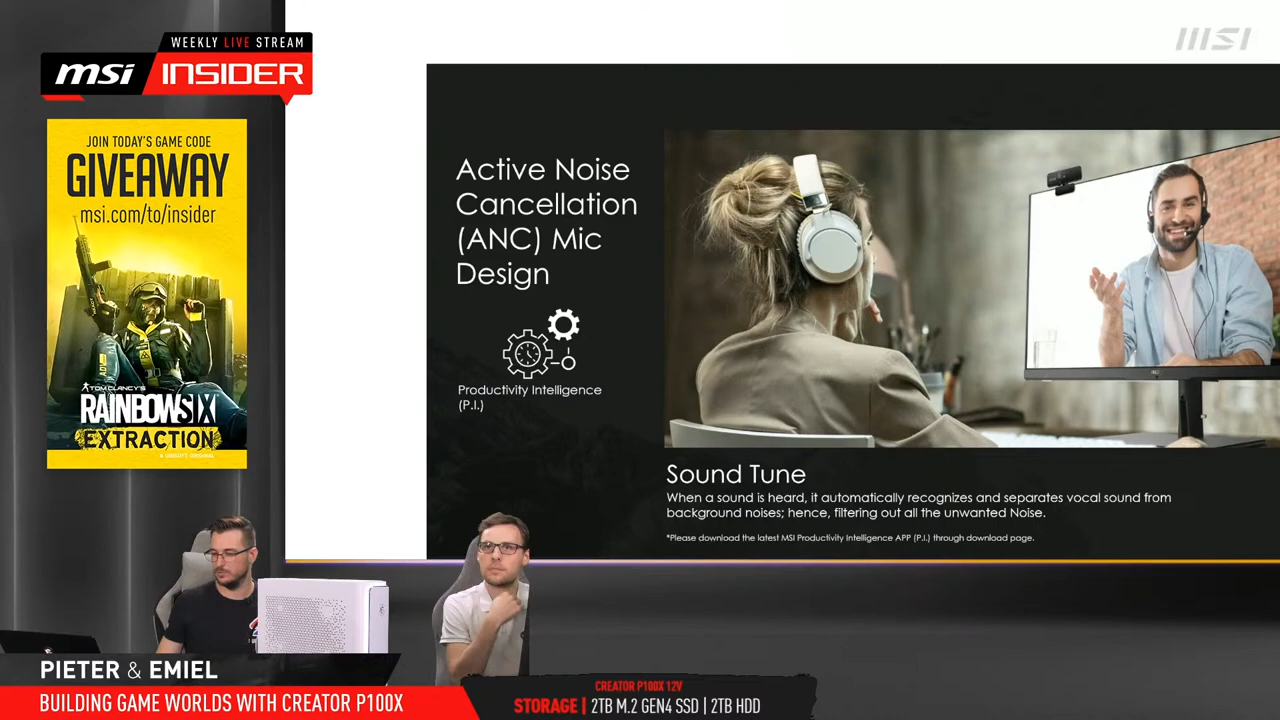 WEEKLY LIVE STREAM
msi INSIDER
msi
JOIN TODAY'S GAME CODE
GIVEAWAY
msi.com/to/insider
TOM CLANCY'S
RAINBOWSIX
EXTRACTION
A UBISOFT ORIGINAL
Active Noise
Cancellation
(ANC) Mic
Design
Productivity Intelligence
(P.I.)
Sound Tune
When a sound is heard, it automatically recognizes and separates vocal sound from
background noises; hence, filtering out all the unwanted Noise.
*Please download the latest MSI Productivity Intelligence APP (P.I.) through download page.
PIETER & EMIEL
BUILDING GAME WORLDS WITH CREATOR P100X
CREATOR P100X 12V
STORAGE | 2TB M.2 GEN4 SSD | 2TB HDD